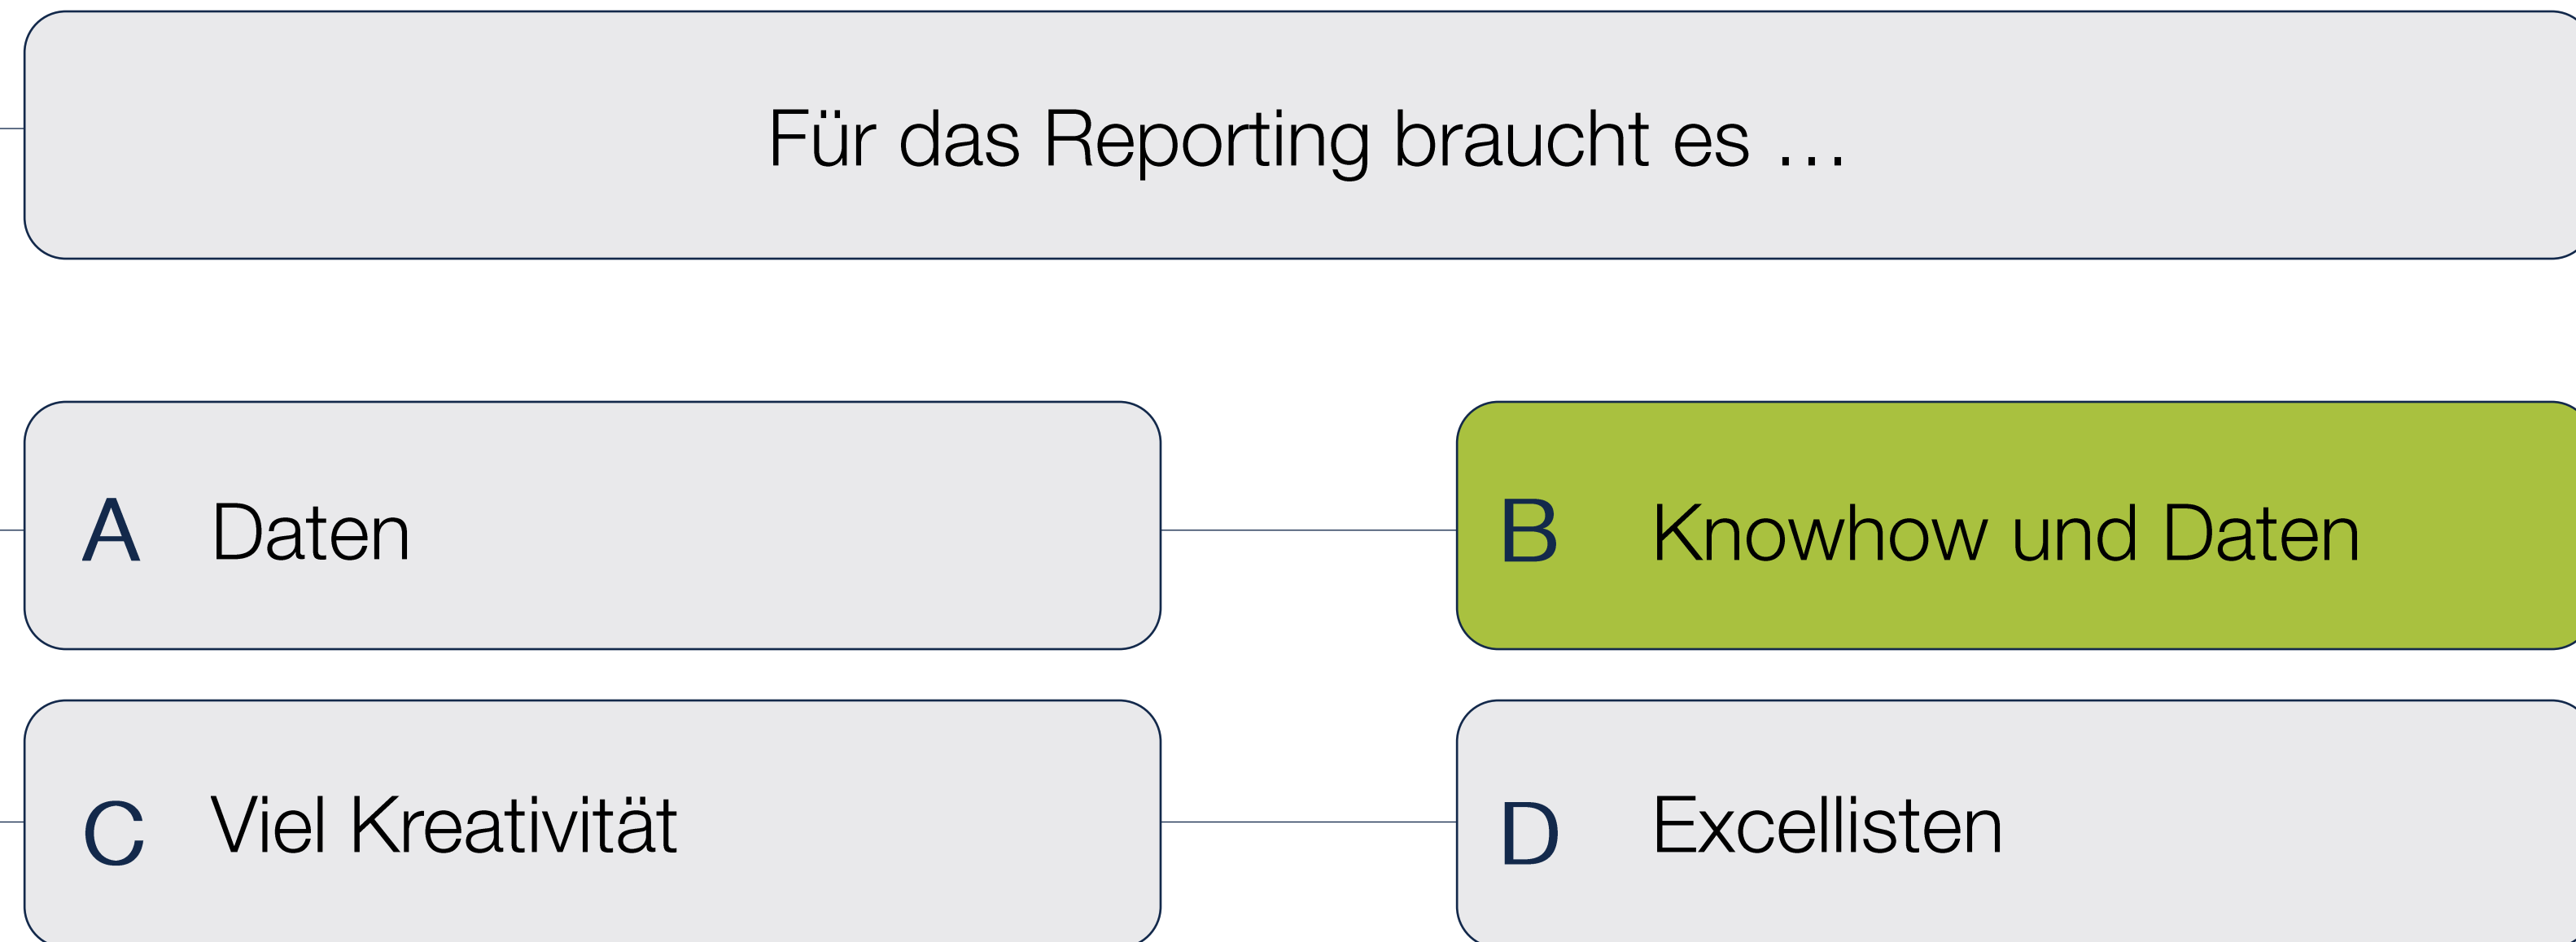 Für das Reporting braucht es …
A Daten
B Knowhow und Daten
C Viel Kreativität
D Excellisten